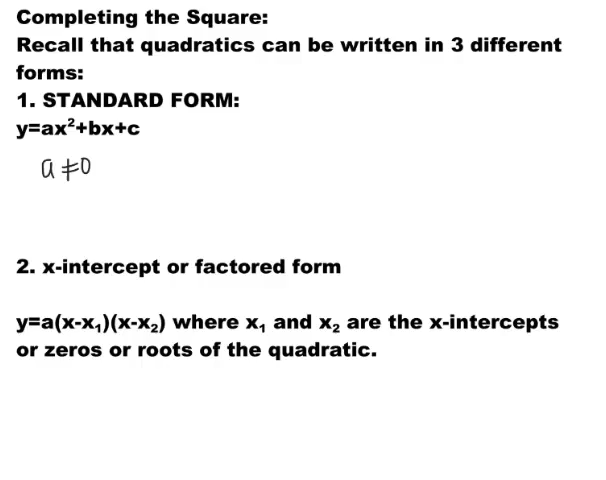 Completing the Square:
Recall that quadratics can be written in 3 different
forms:
1. STANDARD FORM:
y=ax²+bx+c
a ≠0
2. x-intercept or factored form
y=a(x-x₁)(x-x₂) where x₁ and x₂ are the x-intercepts
or zeros or roots of the quadratic.